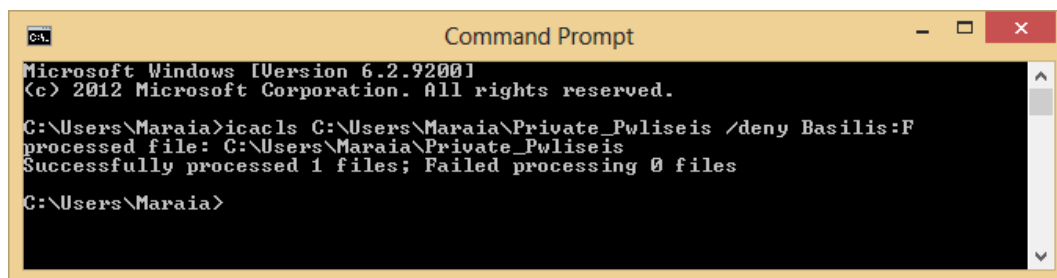 Command Prompt
Microsoft Windows [Version 6.2.9200]
(c) 2012 Microsoft Corporation. All rights reserved.
C:\Users\Maraia>icacls C:\Users\Maraia\Private_Pwliseis /deny Basilis:F
processed file: C:\Users\Maraia\Private_Pwliseis
Successfully processed 1 files; Failed processing 0 files
C:\Users\Maraia>